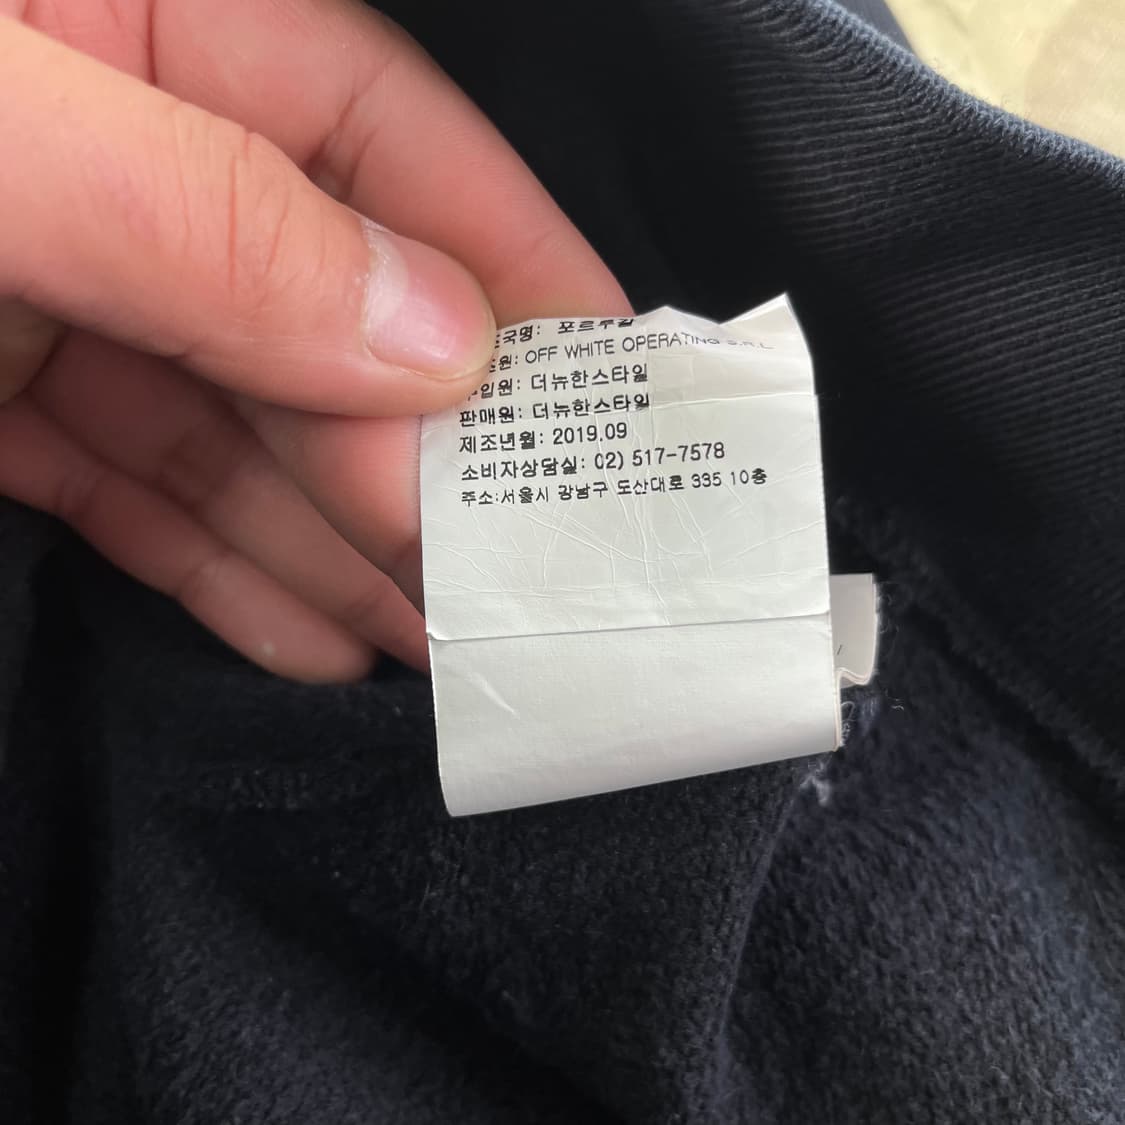 조국명: 포르투갈
조원: OFF WHITE OPERATING S.R.L
수입원: 더뉴한스타일
판매원: 더뉴한스타일
제조년월: 2019.09
소비자상담실: 02) 517-7578
주소:서울시 강남구 도산대로 335 10층